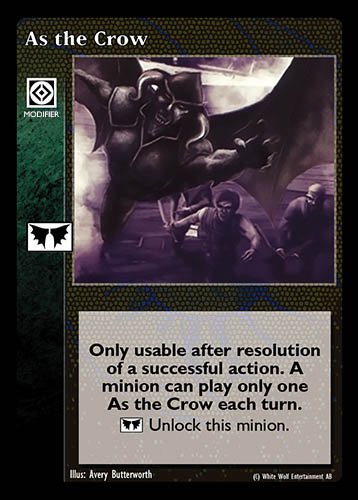 As the Crow
MODIFIER
Only usable after resolution
of a successful action. A
minion can play only one
As the Crow each turn.
Unlock this minion.
Illus: Avery Butterworth
(C) White Wolf Entertainment AB